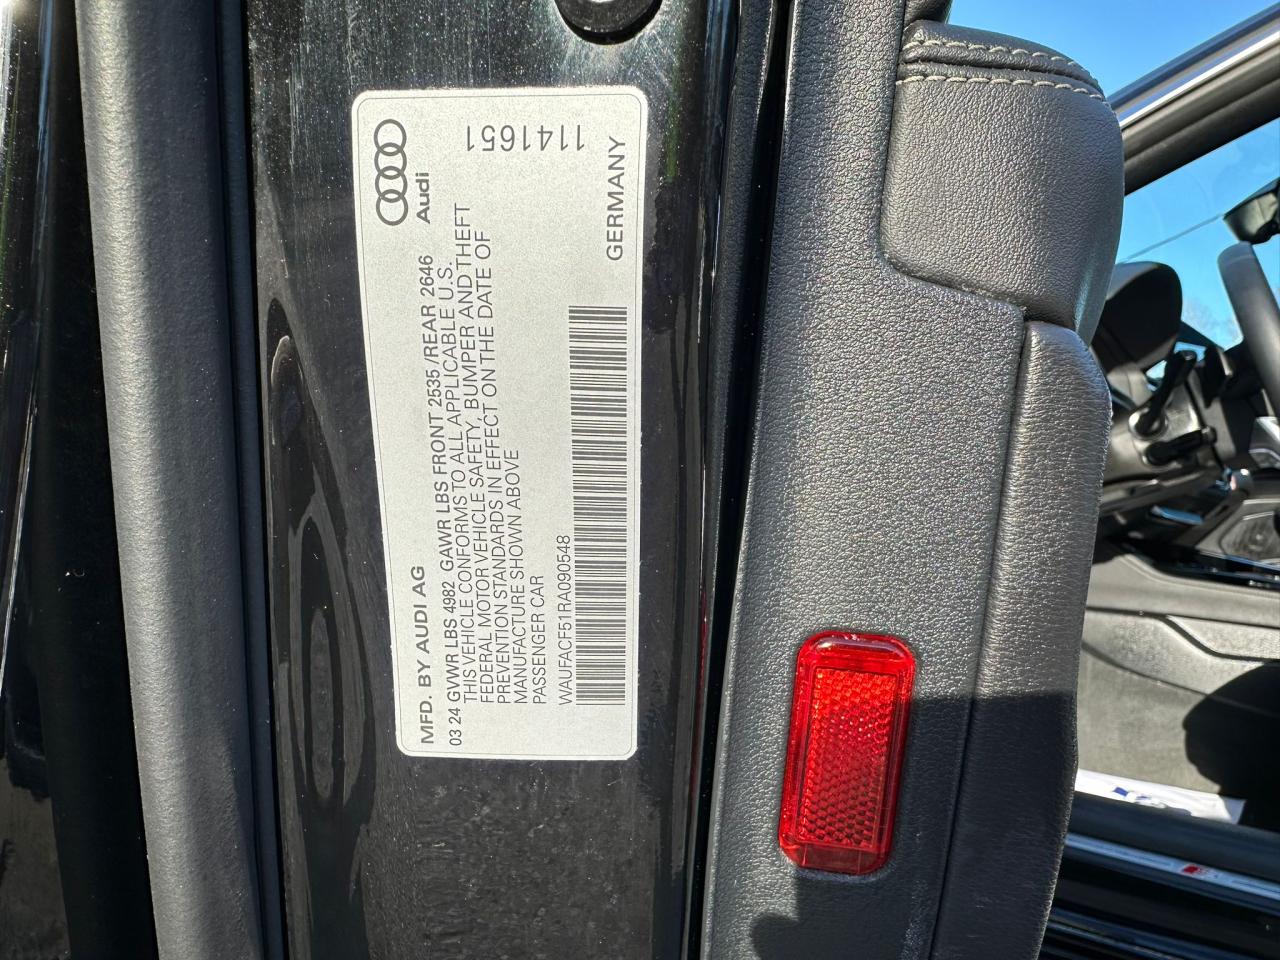 Audi
MFD. BY AUDI AG
03 24 GVWR LBS 4982 GAWR LBS FRONT 2535 /REAR 2646
THIS VEHICLE CONFORMS TO ALL APPLICABLE U.S.
FEDERAL MOTOR VEHICLE SAFETY, BUMPER AND THEFT
PREVENTION STANDARDS IN EFFECT ON THE DATE OF
MANUFACTURE SHOWN ABOVE
PASSENGER CAR
WAUFACF51RA090548
GERMANY
1141651